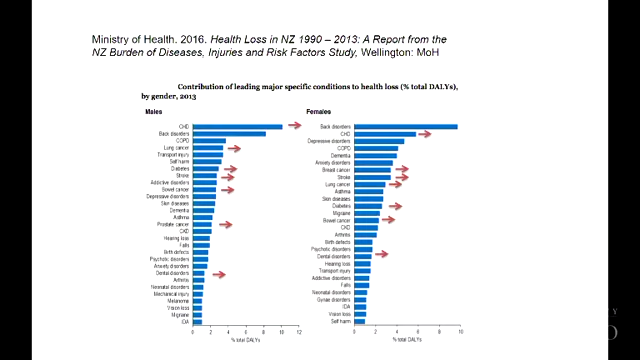 Ministry of Health. 2016. Health Loss in NZ 1990 – 2013: A Report from the
NZ Burden of Diseases, Injuries and Risk Factors Study, Wellington: MoH
Contribution of leading major specific conditions to health loss (% total DALYs),
by gender, 2013
Males
CHD
Back disorders
COPD
Lung cancer
Transport injury
Self harm
Diabetes
Stroke
Addictive disorders
Bowel cancer
Depressive disorders
Skin diseases
Dementia
Asthma
Prostate cancer
CKD
Hearing loss
Falls
Birth defects
Psychotic disorders
Anxiety disorders
Dental disorders
Arthritis
Neonatal disorders
Mechanical injury
Melanoma
Vision loss
Migraine
IDA
0 2 4 6 8 10 12
% total DALYs
Females
Back disorders
CHD
Depressive disorders
COPD
Dementia
Anxiety disorders
Breast cancer
Stroke
Lung cancer
Asthma
Skin diseases
Diabetes
Migraine
Bowel cancer
CKD
Arthritis
Birth defects
Psychotic disorders
Dental disorders
Hearing loss
Transport injury
Addictive disorders
Falls
Neonatal disorders
Gynae disorders
IDA
Vision loss
Self harm
0 2 4 6 8 10
% total DALYs